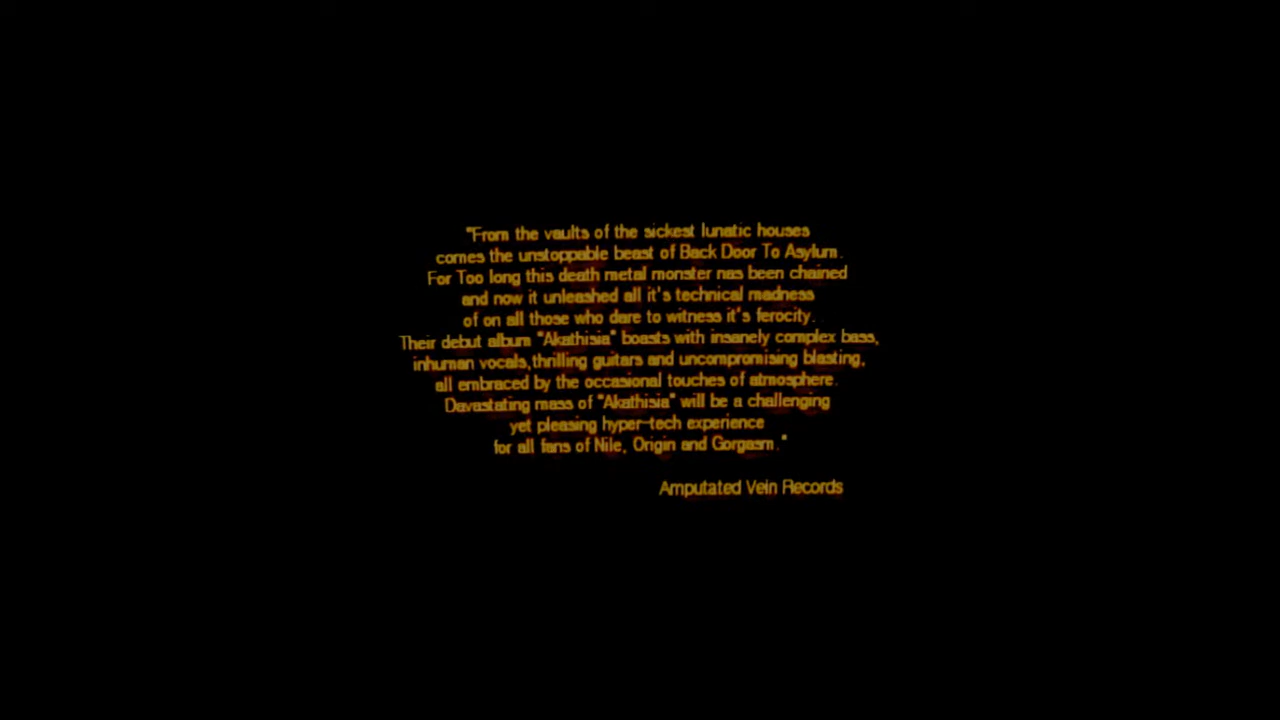 "From the vaults of the sickest lunatic houses
comes the unstoppable beast of Back Door To Asylum.
For Too long this death metal monster nas been chained
and now it unleashed all it's technical madness
of on all those who dare to witness it's ferocity.
Their debut album "Akathisia" boasts with insanely complex bass,
inhuman vocals,thrilling guitars and uncompromising blasting,
all embraced by the occasional touches of atmosphere.
Davastating mass of "Akathisia" will be a challenging
yet pleasing hyper-tech experience
for all fans of Nile, Origin and Gorgasm."
Amputated Vein Records